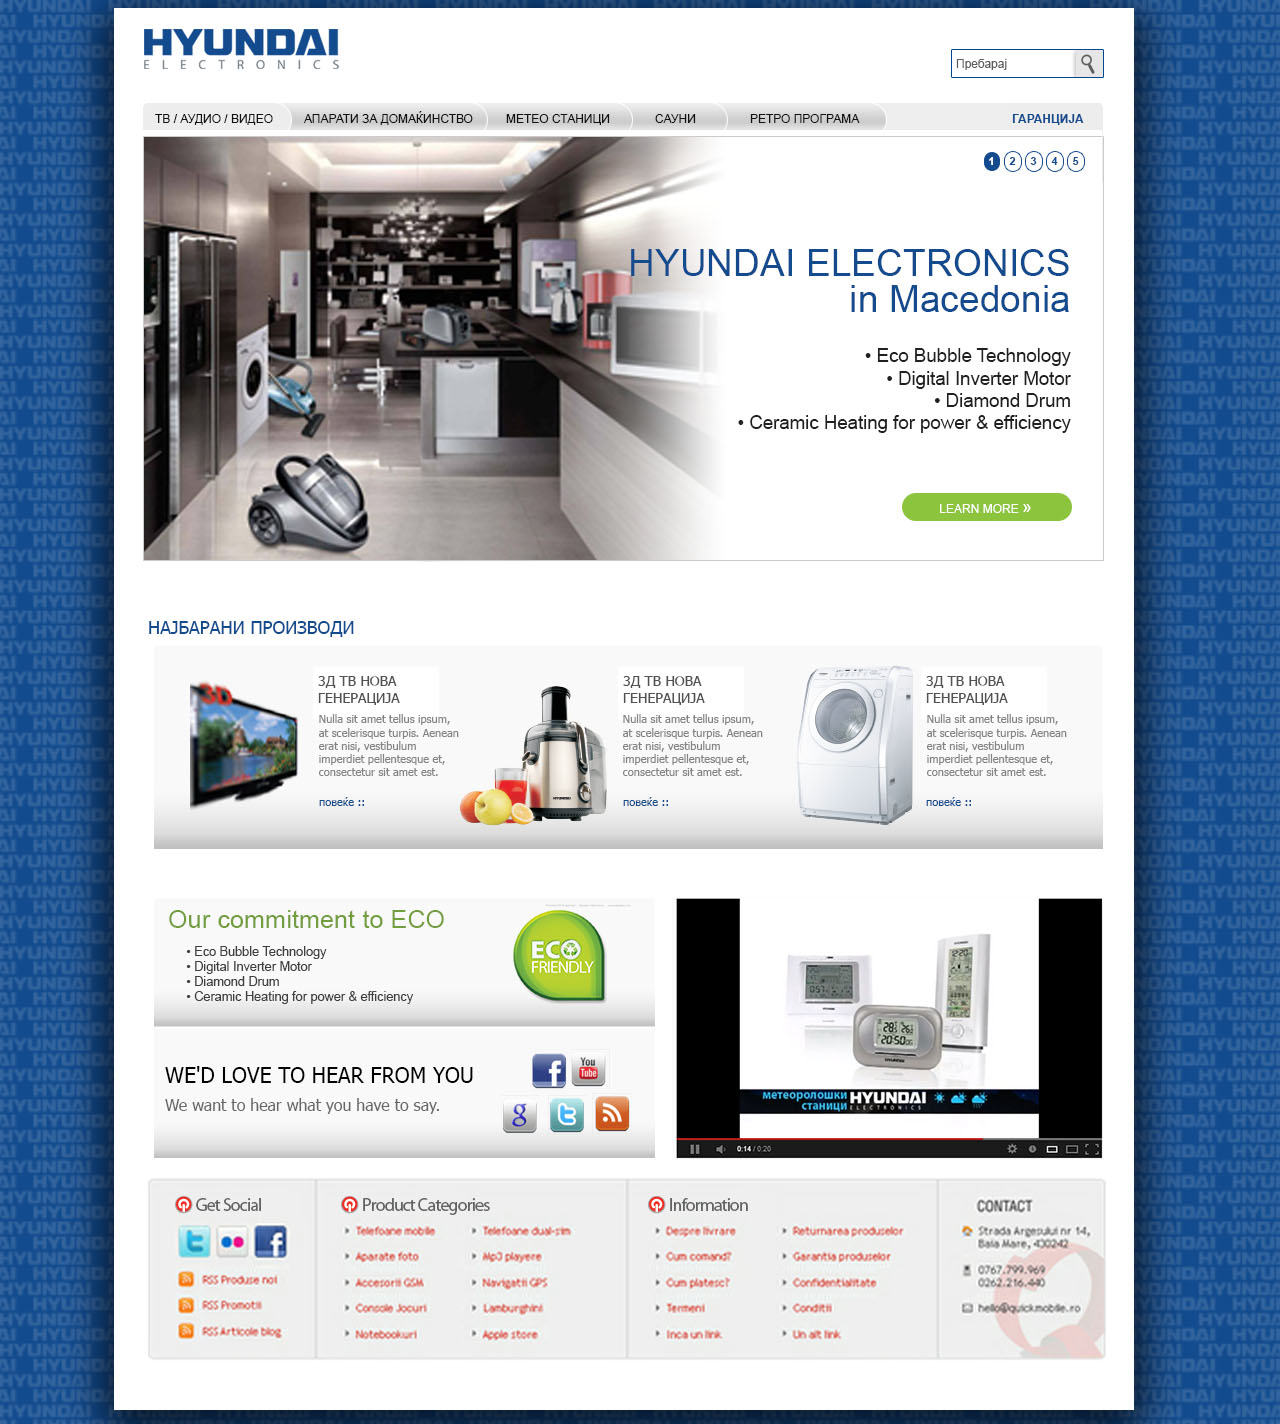 HYUNDAI
ELECTRONICS
Пребарај
ТВ / АУДИО / ВИДЕО
АПАРАТИ ЗА ДОМАЌИНСТВО
МЕТЕО СТАНИЦИ
САУНИ
РЕТРО ПРОГРАМА
ГАРАНЦИЈА
1 2 3 4 5
HYUNDAI ELECTRONICS
in Macedonia
• Eco Bubble Technology
• Digital Inverter Motor
• Diamond Drum
• Ceramic Heating for power & efficiency
LEARN MORE »
НАЈБАРАНИ ПРОИЗВОДИ
3D
3Д ТВ НОВА
ГЕНЕРАЦИЈА
Nulla sit amet tellus ipsum,
at scelerisque turpis. Aenean
erat nisi, vestibulum
imperdiet pellentesque et,
consectetur sit amet est.
повеќе ::
HYUNDAI
3Д ТВ НОВА
ГЕНЕРАЦИЈА
Nulla sit amet tellus ipsum,
at scelerisque turpis. Aenean
erat nisi, vestibulum
imperdiet pellentesque et,
consectetur sit amet est.
повеќе ::
3Д ТВ НОВА
ГЕНЕРАЦИЈА
Nulla sit amet tellus ipsum,
at scelerisque turpis. Aenean
erat nisi, vestibulum
imperdiet pellentesque et,
consectetur sit amet est.
повеќе ::
Our commitment to ECO
• Eco Bubble Technology
• Digital Inverter Motor
• Diamond Drum
• Ceramic Heating for power & efficiency
ECO
FRIENDLY
WE'D LOVE TO HEAR FROM YOU
We want to hear what you have to say.
You
Tube
метеоролошки
станици
HYUNDAI
ELECTRONICS
0:14 / 0:20
Get Social
RSS Produse noi
RSS Promotii
RSS Articole blog
Product Categories
Telefoane mobile
Aparate foto
Accesorii GSM
Console Jocuri
Notebookuri
Telefoane dual-sim
Mp3 playere
Navigatii GPS
Lamburghini
Apple store
Information
Despre livrare
Cum comand?
Cum platesc?
Termeni
Inca un link
Returnarea produselor
Garantia produselor
Confidentialitate
Conditii
Un alt link
CONTACT
Strada Argesului nr 14,
Baia Mare, 430242
0767.799.969
0262.216.440
hello@quickmobile.ro